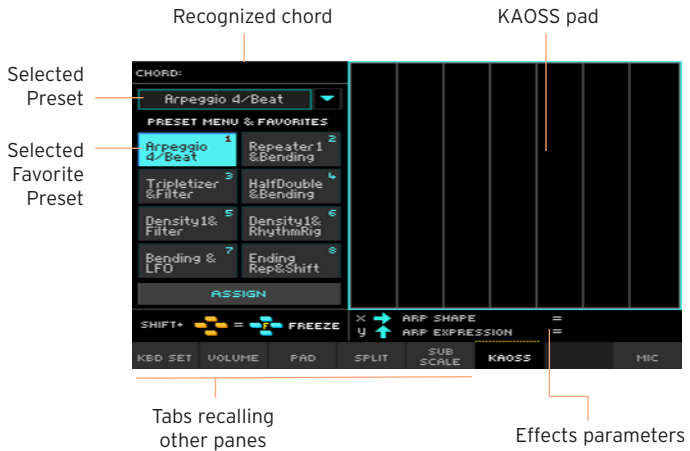 Recognized chord
KAOSS pad
Selected
Preset
CHORD:
Arpeggio 4/Beat
PRESET MENU & FAVORITES
Selected
Favorite
Preset
Arpeggio 4/Beat 1
Repeater1 &Bending 2
Tripletizer &Filter 3
HalfDouble &Bending 4
Density1& Filter 5
Density1& RhythmRig 6
Bending & LFO 7
Ending Rep&Shift 8
ASSIGN
SHIFT+ = F FREEZE
x ARP SHAPE =
y ARP EXPRESSION =
KBD SET VOLUME PAD SPLIT SUB SCALE KAOSS MIC
Tabs recalling
other panes
Effects parameters